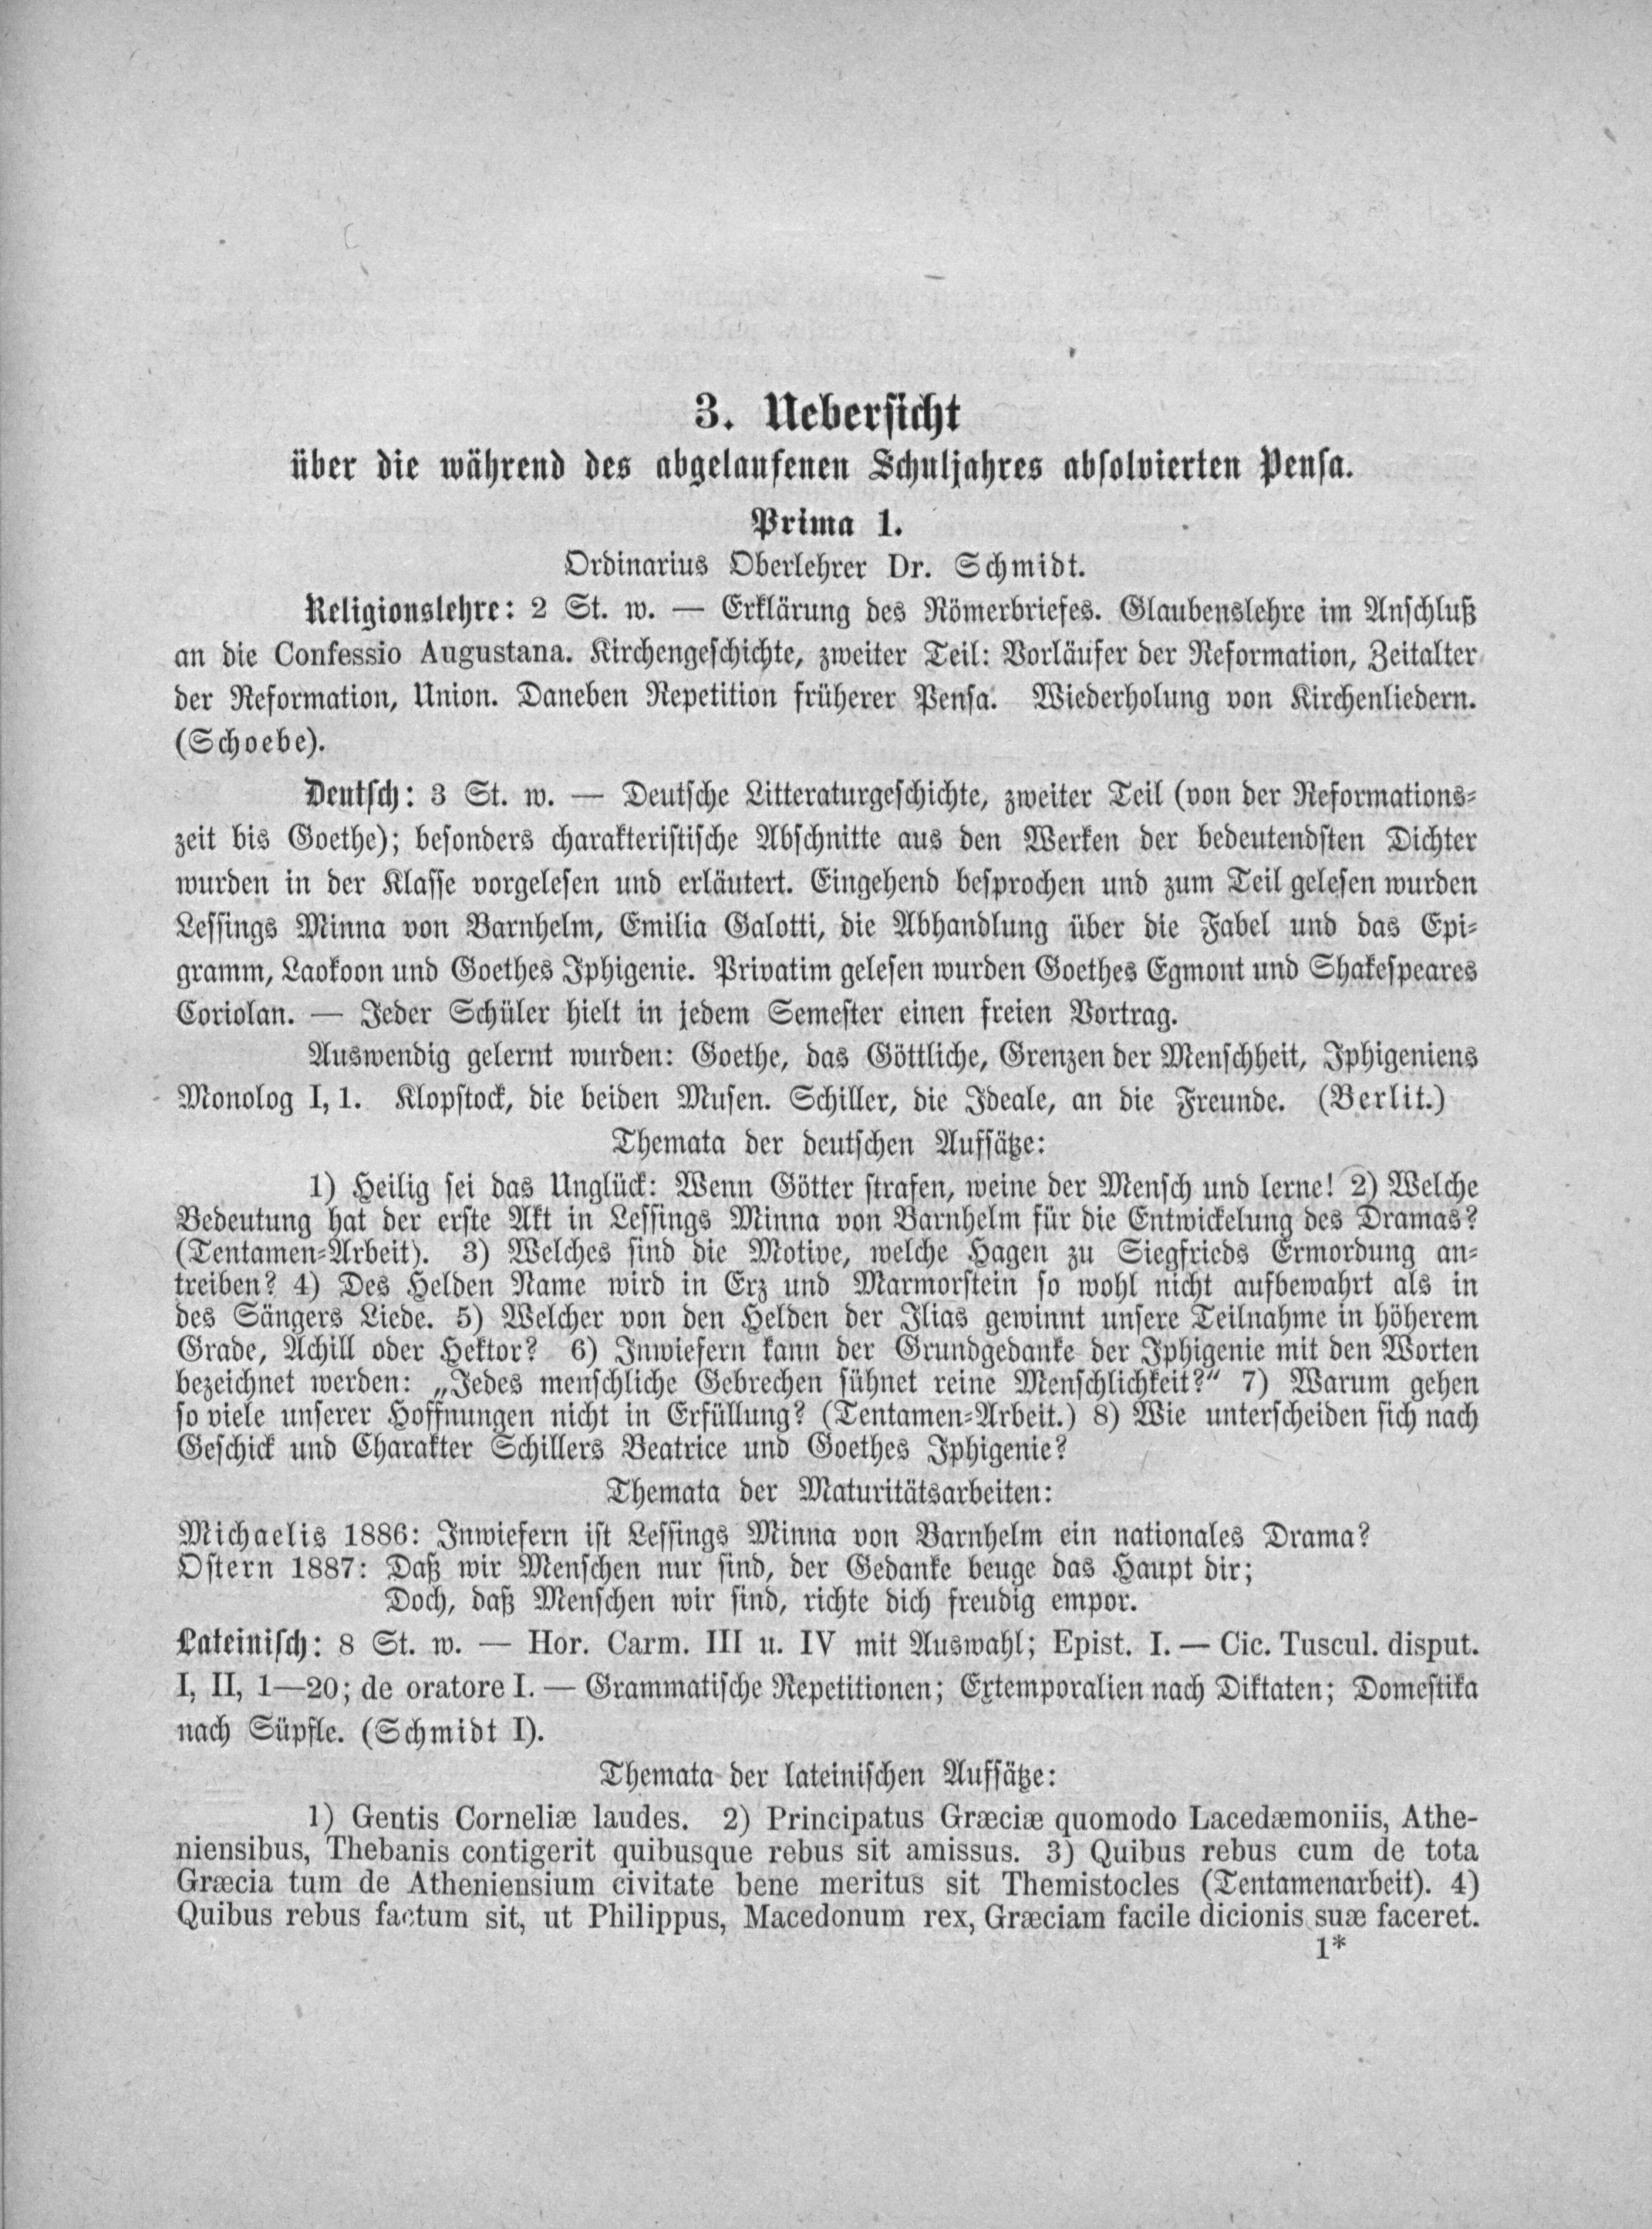 3. Uebersicht
über die während des abgelaufenen Schuljahres absolvierten Pensa.
Prima 1.
Ordinarius Oberlehrer Dr. Schmidt.
Religionslehre: 2 St. w. — Erklärung des Römerbriefes. Glaubenslehre im Anschluß
an die Confessio Augustana. Kirchengeschichte, zweiter Teil: Vorläufer der Reformation, Zeitalter
der Reformation, Union. Daneben Repetition früherer Pensa. Wiederholung von Kirchenliedern.
(Schoebe).
Deutsch: 3 St. w. — Deutsche Litteraturgeschichte, zweiter Teil (von der Reformations-
zeit bis Goethe); besonders charakteristische Abschnitte aus den Werken der bedeutendsten Dichter
wurden in der Klasse vorgelesen und erläutert. Eingehend besprochen und zum Teil gelesen wurden
Lessings Minna von Barnhelm, Emilia Galotti, die Abhandlung über die Fabel und das Epi-
gramm, Laokoon und Goethes Iphigenie. Privatim gelesen wurden Goethes Egmont und Shakespeares
Coriolan. — Jeder Schüler hielt in jedem Semester einen freien Vortrag.
Auswendig gelernt wurden: Goethe, das Göttliche, Grenzen der Menschheit, Iphigeniens
Monolog I, 1. Klopstock, die beiden Musen. Schiller, die Ideale, an die Freunde. (Berlit.)
Themata der deutschen Aufsätze:
1) Heilig sei das Unglück: Wenn Götter strafen, weine der Mensch und lerne! 2) Welche
Bedeutung hat der erste Akt in Lessings Minna von Barnhelm für die Entwickelung des Dramas?
(Tentamen-Arbeit). 3) Welches sind die Motive, welche Hagen zu Siegfrieds Ermordung an-
treiben? 4) Des Helden Name wird in Erz und Marmorstein so wohl nicht aufbewahrt als in
des Sängers Liede. 5) Welcher von den Helden der Ilias gewinnt unsere Teilnahme in höherem
Grade, Achill oder Hektor? 6) Inwiefern kann der Grundgedanke der Iphigenie mit den Worten
bezeichnet werden: „Jedes menschliche Gebrechen sühnet reine Menschlichkeit?“ 7) Warum gehen
so viele unserer Hoffnungen nicht in Erfüllung? (Tentamen-Arbeit.) 8) Wie unterscheiden sich nach
Geschick und Charakter Schillers Beatrice und Goethes Iphigenie?
Themata der Maturitätsarbeiten:
Michaelis 1886: Inwiefern ist Lessings Minna von Barnhelm ein nationales Drama?
Ostern 1887: Daß wir Menschen nur sind, der Gedanke beuge das Haupt dir;
Doch, daß Menschen wir sind, richte dich freudig empor.
Lateinisch: 8 St. w. — Hor. Carm. III u. IV mit Auswahl; Epist. I. — Cic. Tuscul. disput.
I, II, 1—20; de oratore I. — Grammatische Repetitionen; Extemporalien nach Diktaten; Domestika
nach Süpfle. (Schmidt I).
Themata der lateinischen Aufsätze:
1) Gentis Corneliæ laudes. 2) Principatus Græciæ quomodo Lacedæmoniis, Athe-
niensibus, Thebanis contigerit quibusque rebus sit amissus. 3) Quibus rebus cum de tota
Græcia tum de Atheniensium civitate bene meritus sit Themistocles (Tentamenarbeit). 4)
Quibus rebus factum sit, ut Philippus, Macedonum rex, Græciam facile dicionis suæ faceret.
1*